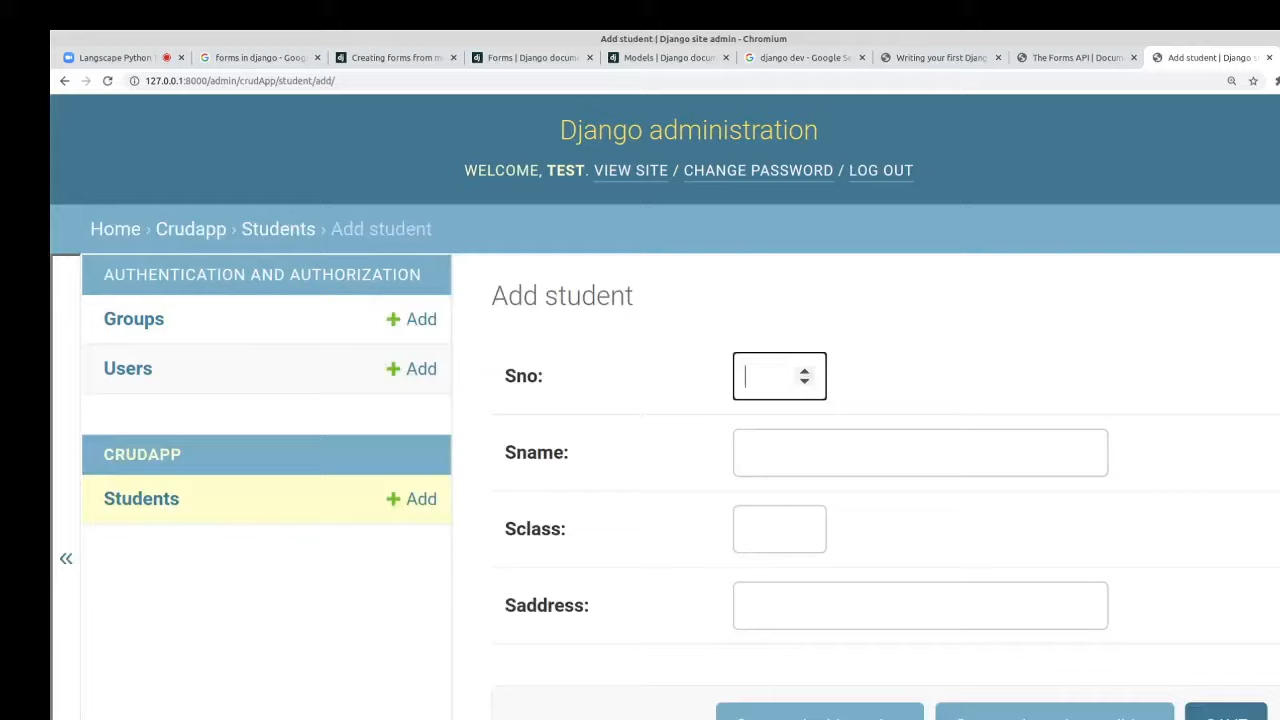 Add student | Django site admin - Chromium
Langscape Python
forms in django - Goog
Creating forms from m
Forms | Django docum
Models | Django docum
django dev - Google Se
Writing your first Djang
The Forms API | Docum
Add student | Django s
127.0.0.1:8000/admin/crudApp/student/add/
Django administration
WELCOME, TEST. VIEW SITE / CHANGE PASSWORD / LOG OUT
Home › Crudapp › Students › Add student
AUTHENTICATION AND AUTHORIZATION
Groups + Add
Users + Add
CRUDAPP
Students + Add
«
Add student
Sno:
Sname:
Sclass:
Saddress: